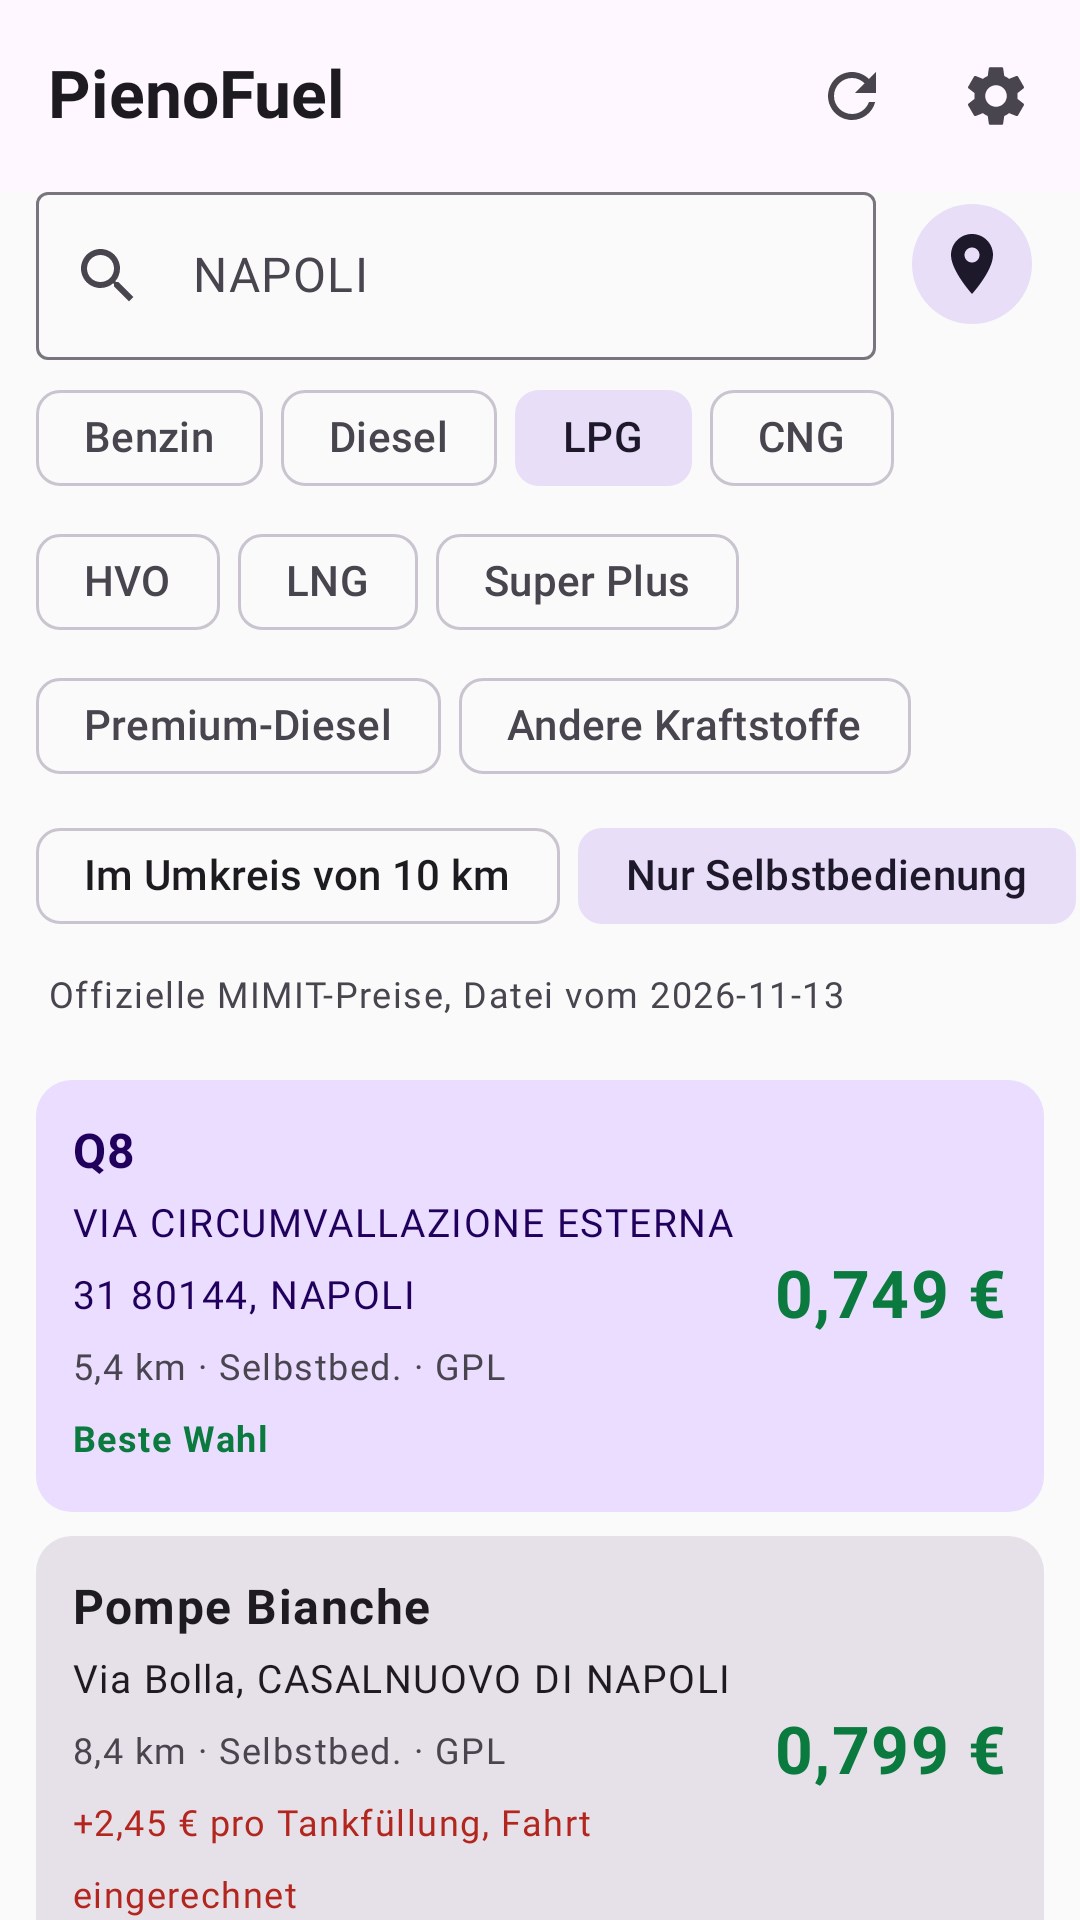 PienoFuel
NAPOLI
Benzin Diesel LPG CNG
HVO LNG Super Plus
Premium-Diesel Andere Kraftstoffe
Im Umkreis von 10 km Nur Selbstbedienung
Offizielle MIMIT-Preise, Datei vom 2026-11-13
Q8
VIA CIRCUMVALLAZIONE ESTERNA
31 80144, NAPOLI
0,749 €
5,4 km · Selbstbed. · GPL
Beste Wahl
Pompe Bianche
Via Bolla, CASALNUOVO DI NAPOLI
8,4 km · Selbstbed. · GPL
0,799 €
+2,45 € pro Tankfüllung, Fahrt
eingerechnet